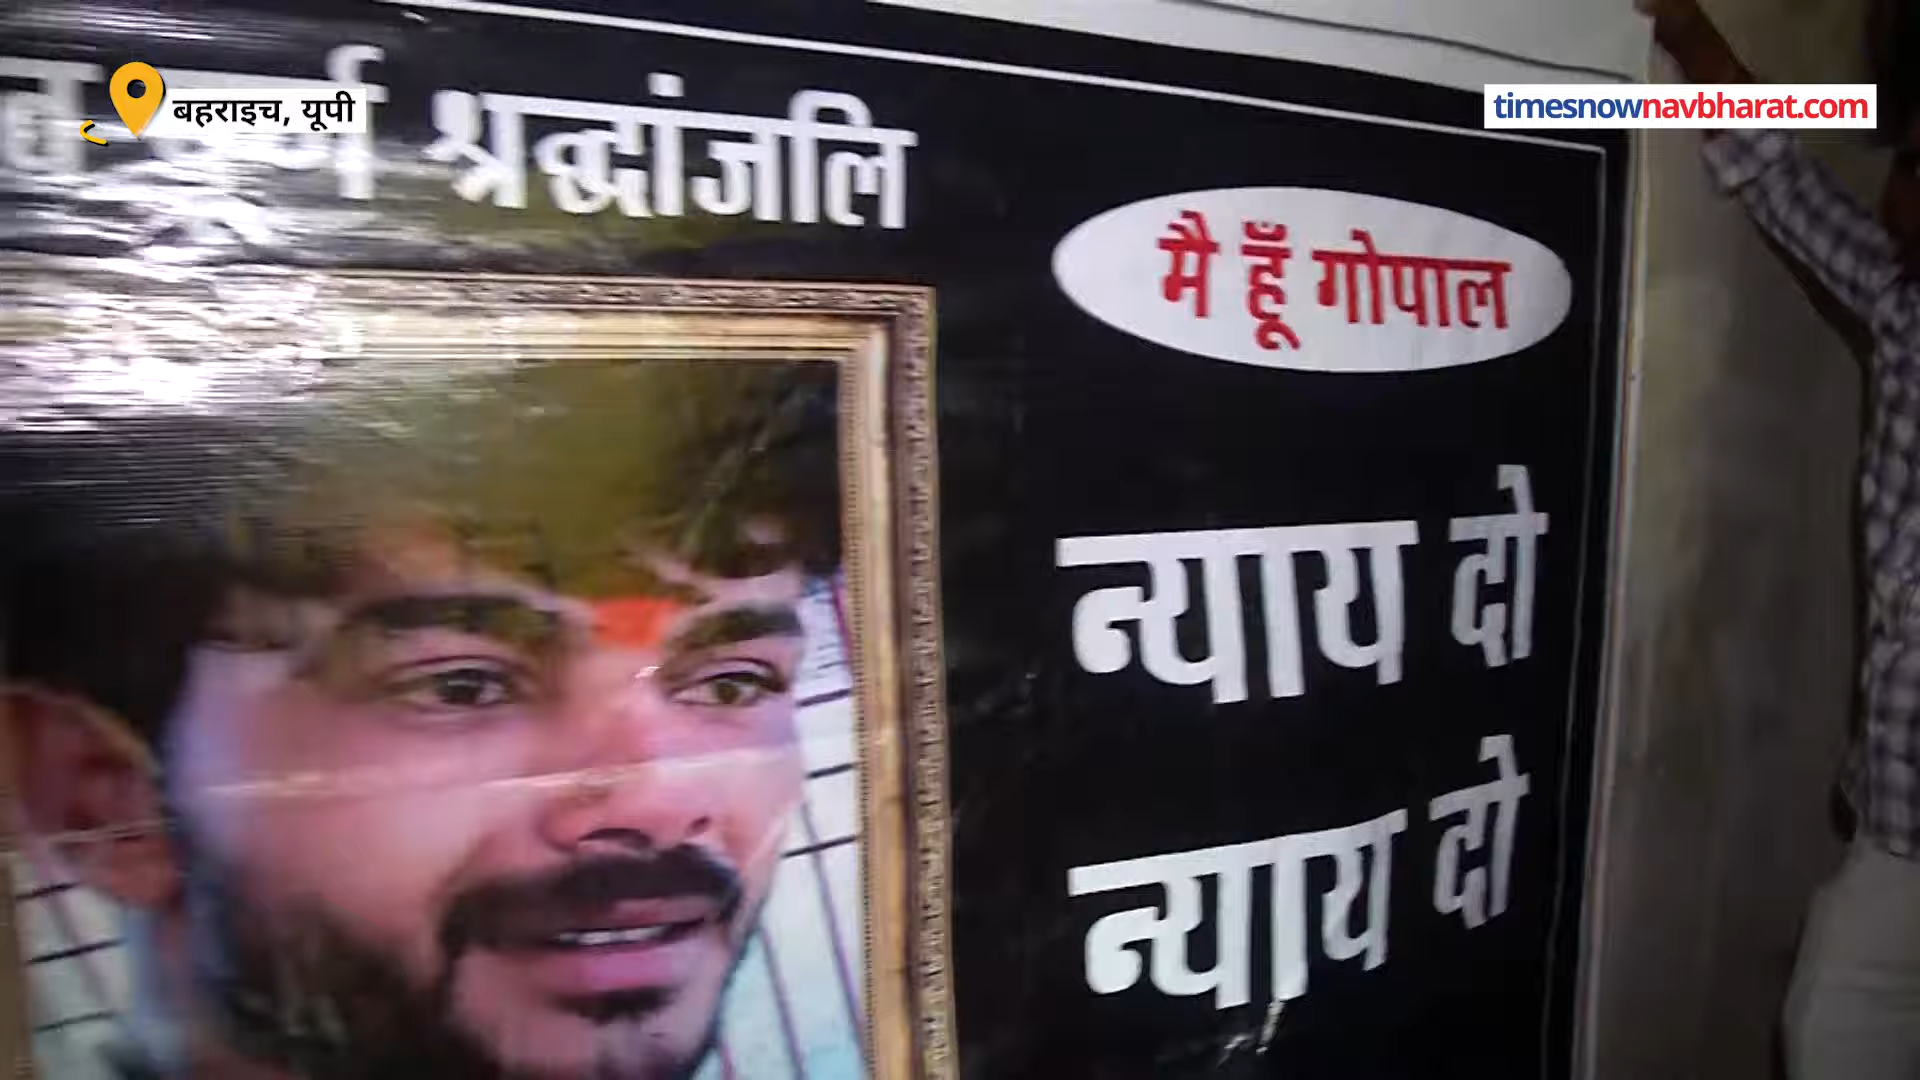 बहराइच, यूपी
timesnownavbharat.com
श्रद्धांजलि
मै हूँ गोपाल
न्याय दो
न्याय दो